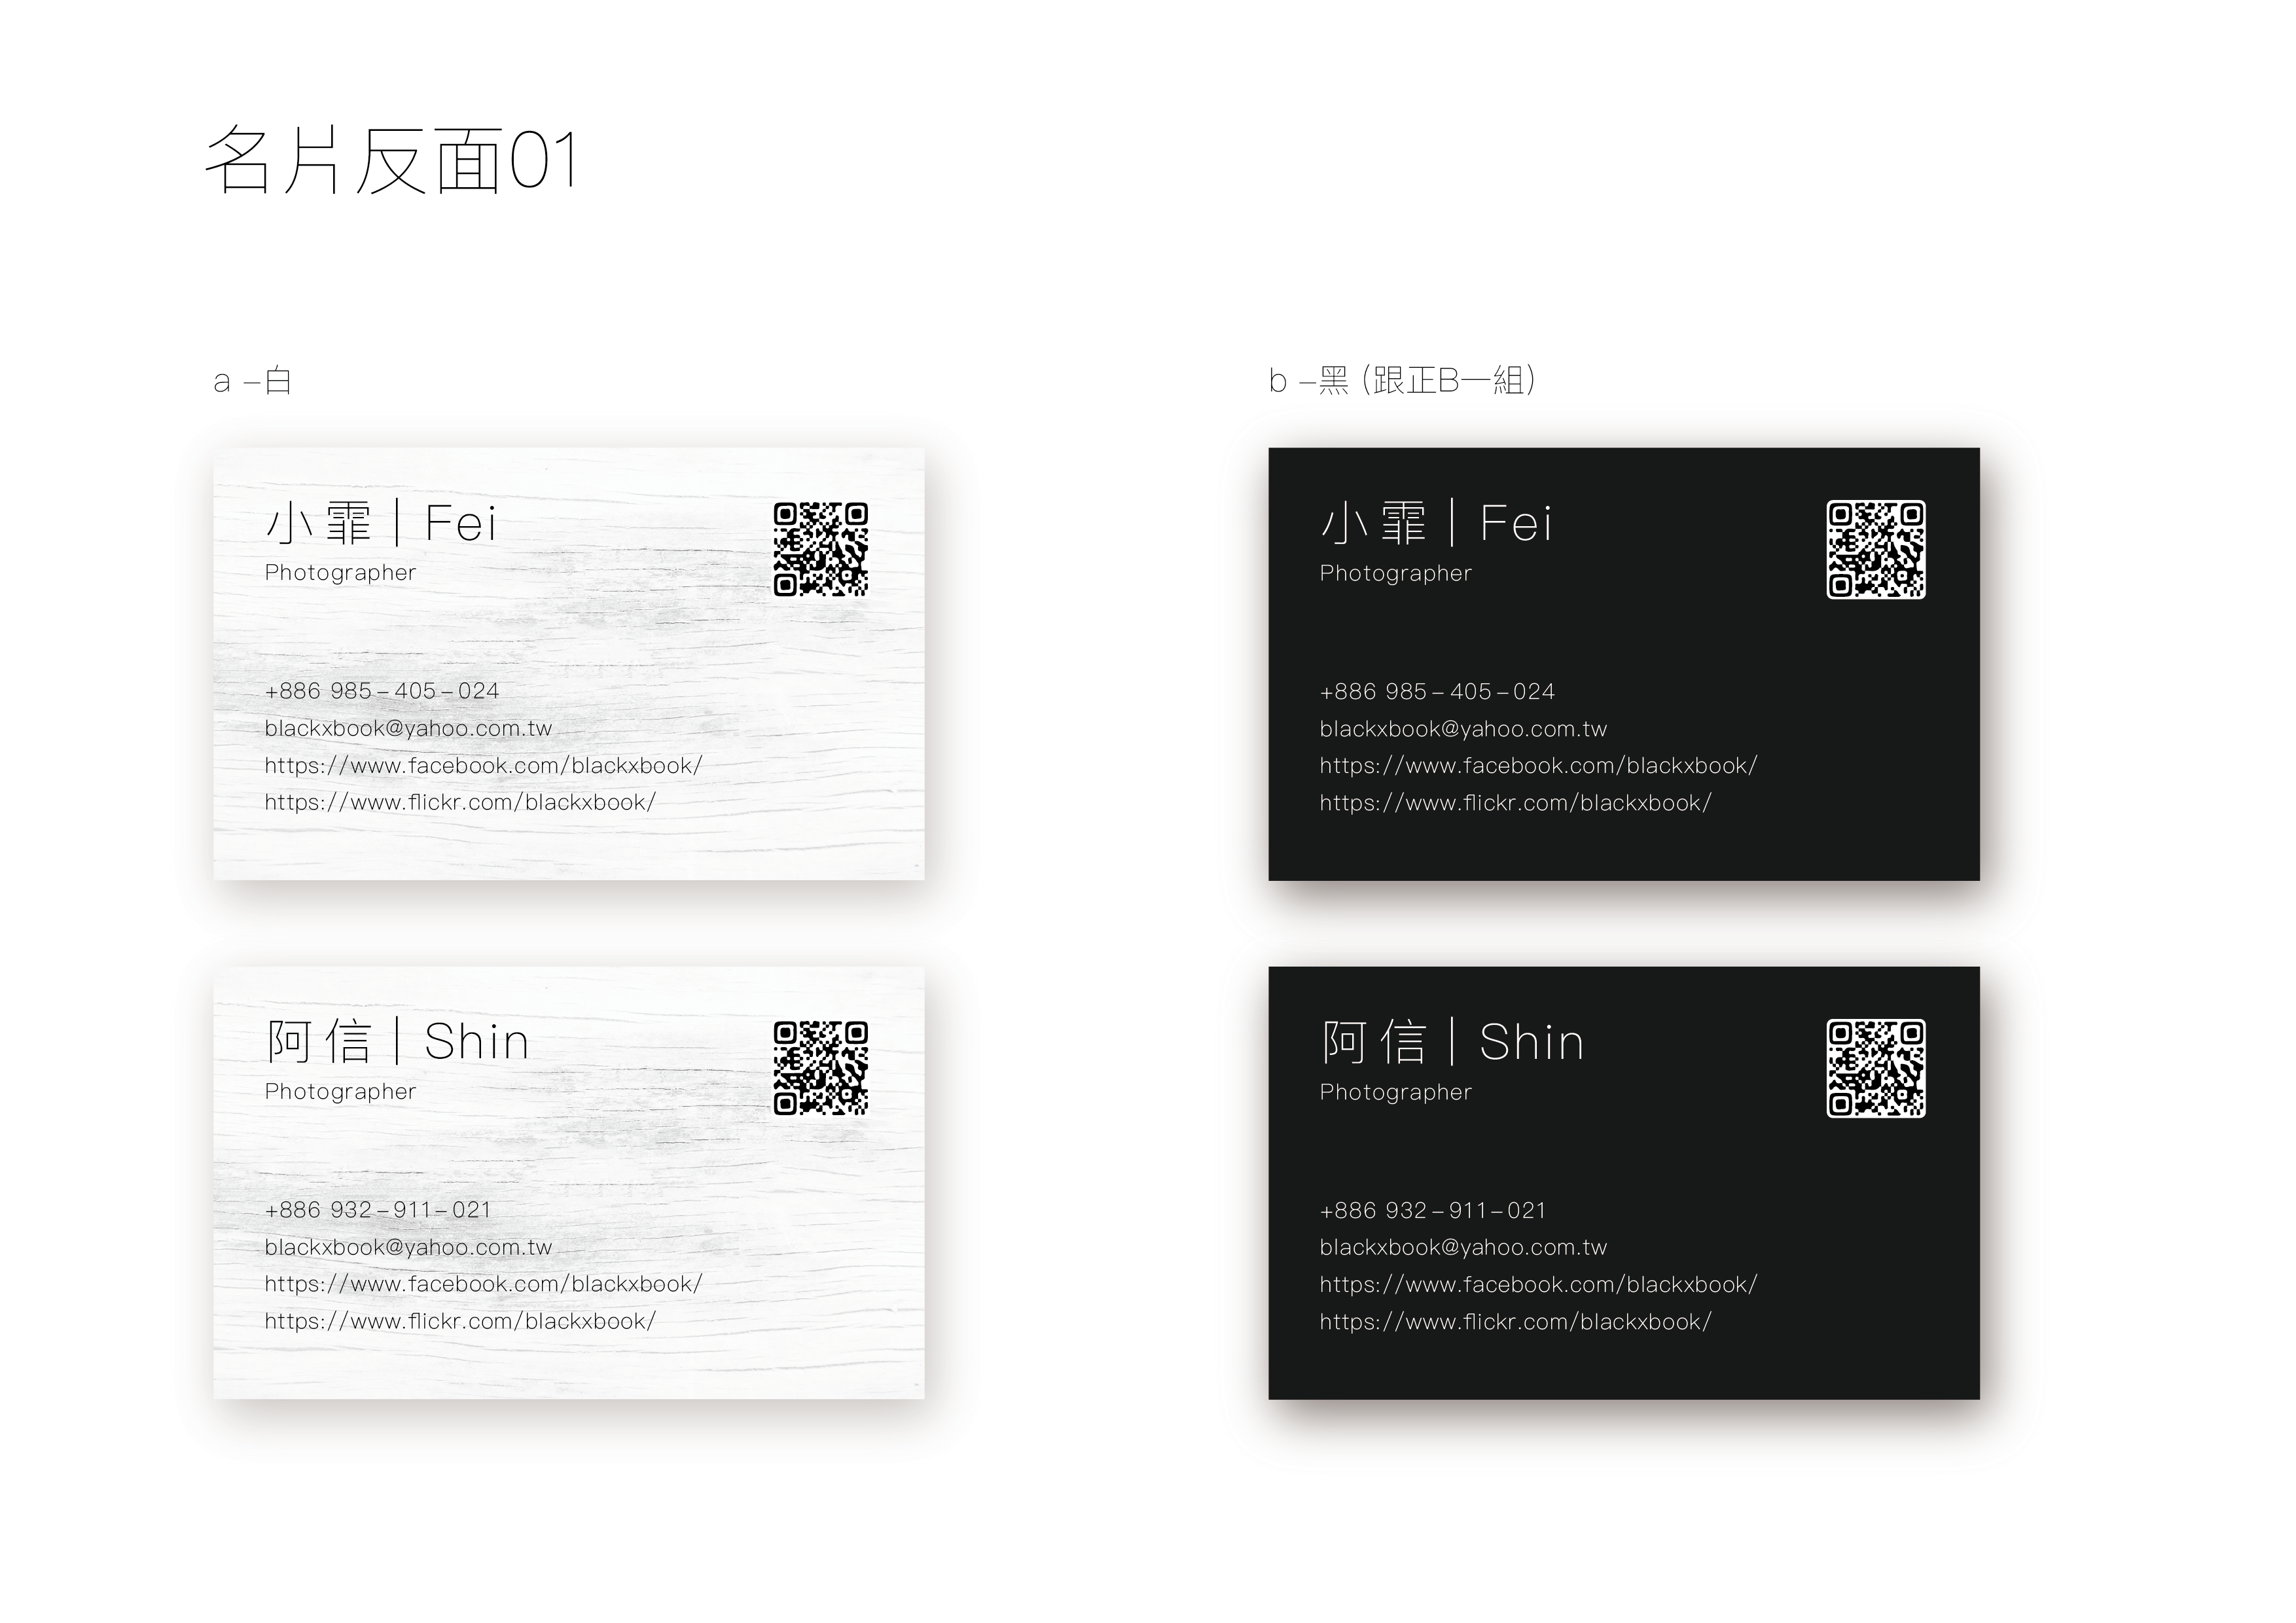 名片反面01
a –白
小霏｜Fei
Photographer
+886 985–405–024
blackxbook@yahoo.com.tw
https://www.facebook.com/blackxbook/
https://www.flickr.com/blackxbook/
阿信｜Shin
Photographer
+886 932–911–021
blackxbook@yahoo.com.tw
https://www.facebook.com/blackxbook/
https://www.flickr.com/blackxbook/
b –黑 (跟正B一組)
小霏｜Fei
Photographer
+886 985–405–024
blackxbook@yahoo.com.tw
https://www.facebook.com/blackxbook/
https://www.flickr.com/blackxbook/
阿信｜Shin
Photographer
+886 932–911–021
blackxbook@yahoo.com.tw
https://www.facebook.com/blackxbook/
https://www.flickr.com/blackxbook/